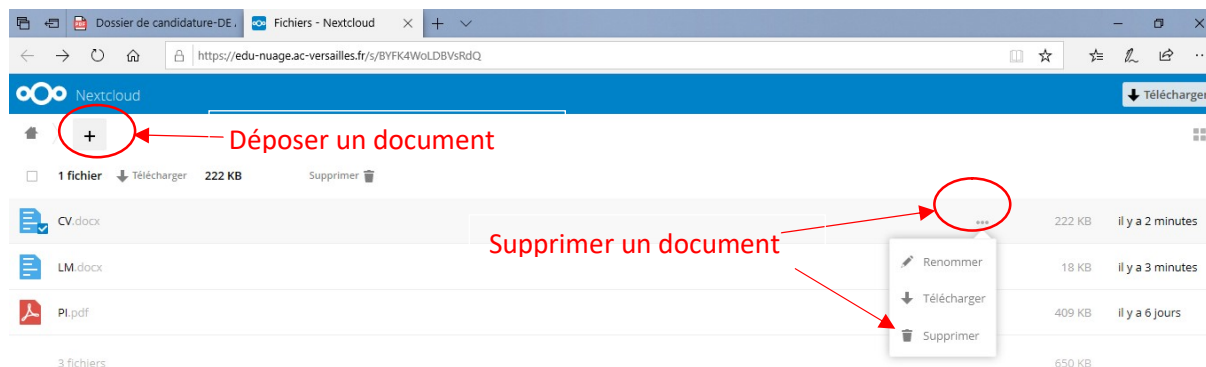 Dossier de candidature-DE Fichiers - Nextcloud
https://edu-nuage.ac-versailles.fr/s/BYFK4WoLDBVsRdQ
Nextcloud Télécharger
+ Déposer un document
1 fichier Télécharger 222 KB Supprimer
CV.docx ... 222 KB il y a 2 minutes
Supprimer un document
Renommer
LM.docx 18 KB il y a 3 minutes
Télécharger
PI.pdf 409 KB il y a 6 jours
Supprimer
3 fichiers 650 KB